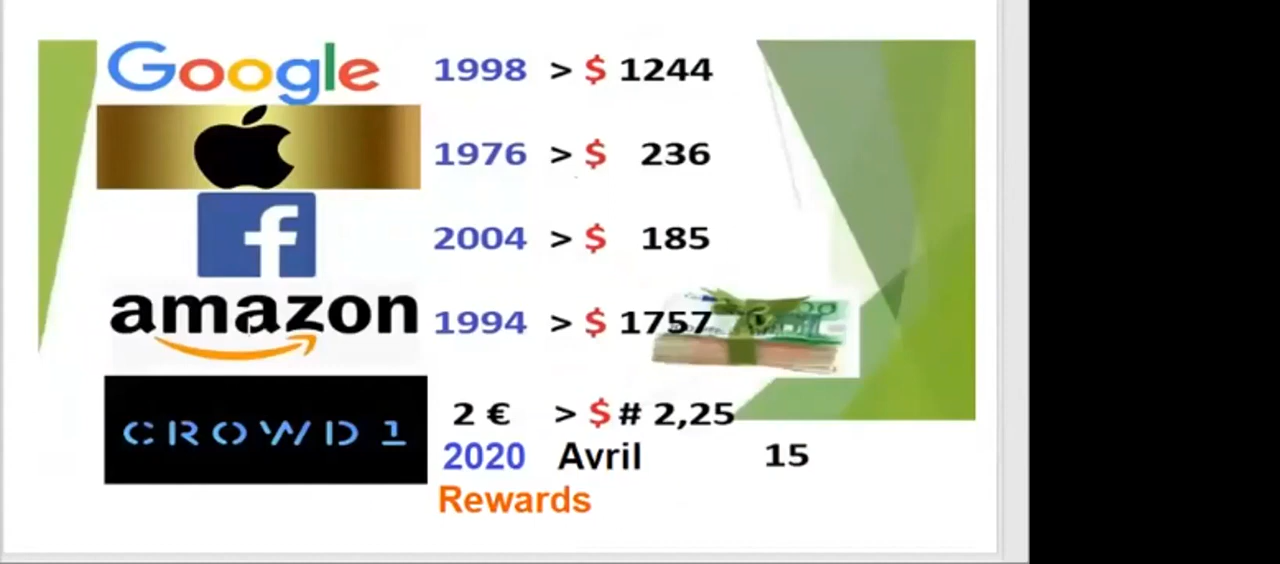 Google 1998 > $ 1244
1976 > $ 236
2004 > $ 185
amazon 1994 > $ 1757
CROWD 1 2 € > $ # 2,25
2020 Avril 15
Rewards